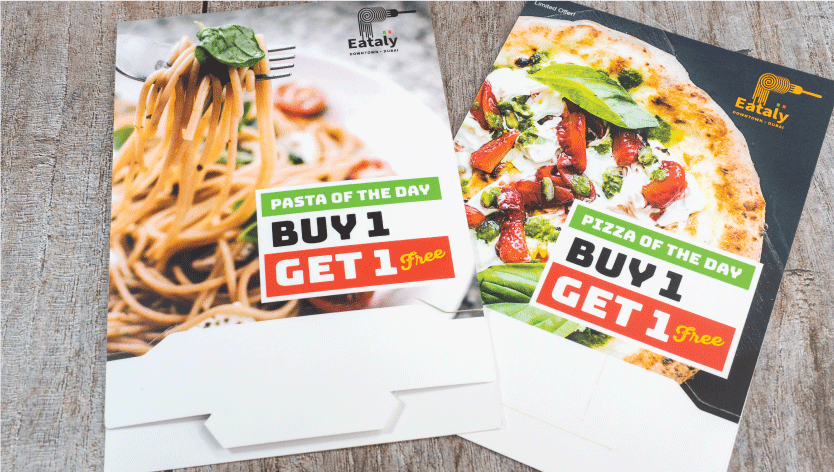 Eataly
DOWNTOWN • DUBAI
PASTA OF THE DAY
BUY 1
GET 1 Free
Limited Offer!
Eataly
DOWNTOWN • DUBAI
PIZZA OF THE DAY
BUY 1
GET 1 Free